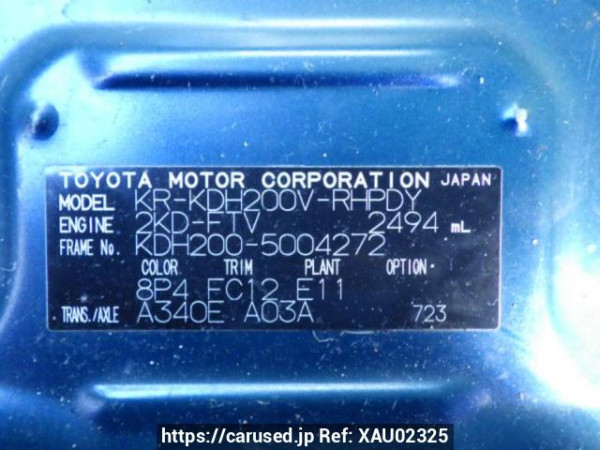 TOYOTA MOTOR CORPORATION JAPAN
MODEL KR-KDH200V-RHPDY
ENGINE 2KD-FTV 2494 mL
FRAME No. KDH200-5004272
COLOR TRIM PLANT OPTION
8P4 FC12 E11
TRANS./AXLE A340E A03A 723
https://carused.jp Ref: XAU02325